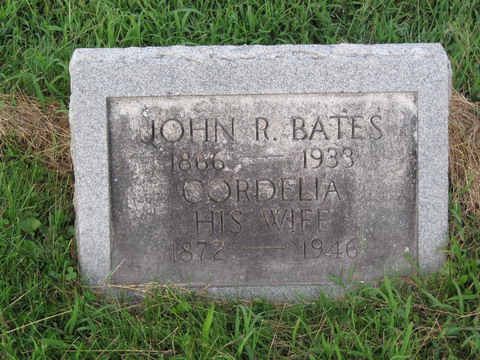 JOHN R. BATES
1866 — 1933
CORDELIA
HIS WIFE
1872 — 1946